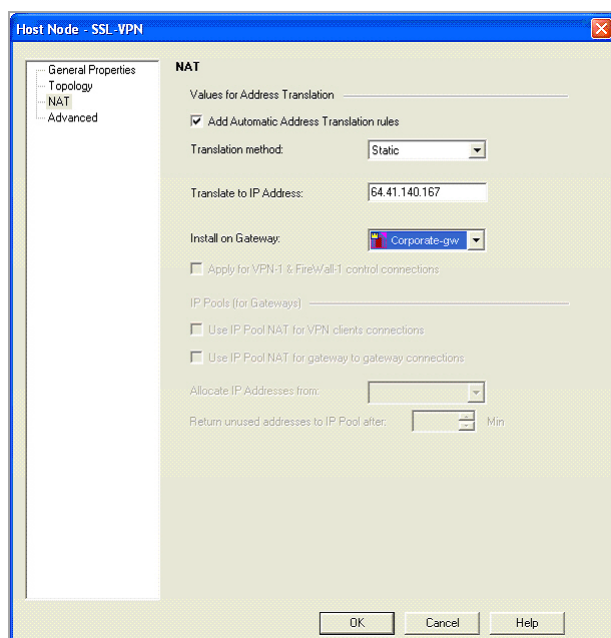 Host Node - SSL-VPN
General Properties
Topology
NAT
Advanced
NAT
Values for Address Translation
Add Automatic Address Translation rules
Translation method:
Static
Translate to IP Address:
64.41.140.167
Install on Gateway:
Corporate-gw
Apply for VPN-1 & FireWall-1 control connections
IP Pools (for Gateways)
Use IP Pool NAT for VPN clients connections
Use IP Pool NAT for gateway to gateway connections
Allocate IP Addresses from:
Return unused addresses to IP Pool after: Min
OK Cancel Help